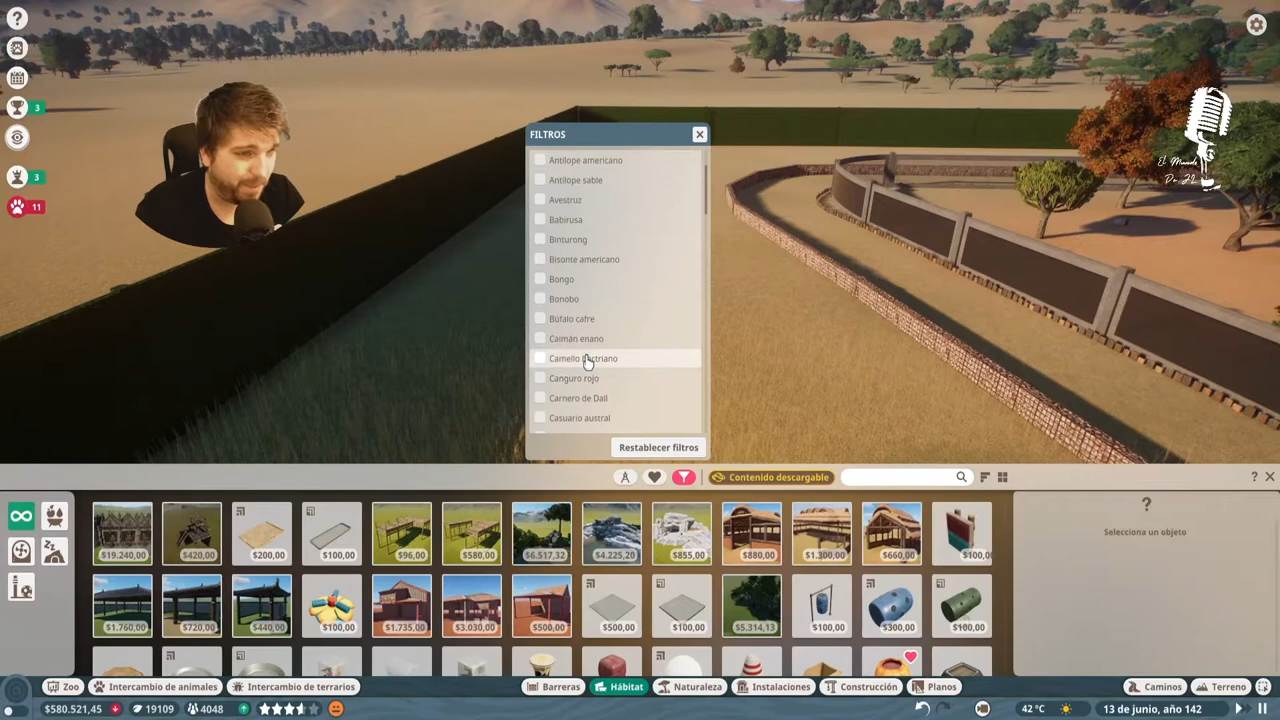 ?
3
3
11
FILTROS
Antílope americano
Antílope sable
Avestruz
Babirusa
Binturong
Bisonte americano
Bongo
Bonobo
Búfalo cafre
Caimán enano
Canguro rojo
Carnero de Dall
Casuario austral
Restablecer filtros
El Mundo
De J2
Contenido descargable
?
$19.240,00
$420,00
$200,00
$100,00
$96,00
$580,00
$6.517,32
$4.225,20
$855,00
$880,00
$1.300,00
$660,00
$100,00
$1.760,00
$720,00
$440,00
$100,00
$1.735,00
$3.030,00
$500,00
$500,00
$100,00
$5.314,13
$100,00
$300,00
$100,00
?
Selecciona un objeto
Zoo
Intercambio de animales
Intercambio de terrarios
Barreras
Hábitat
Naturaleza
Instalaciones
Construcción
Planos
Caminos
Terreno
$580.521,45
19109
4048
42 °C
13 de junio, año 142